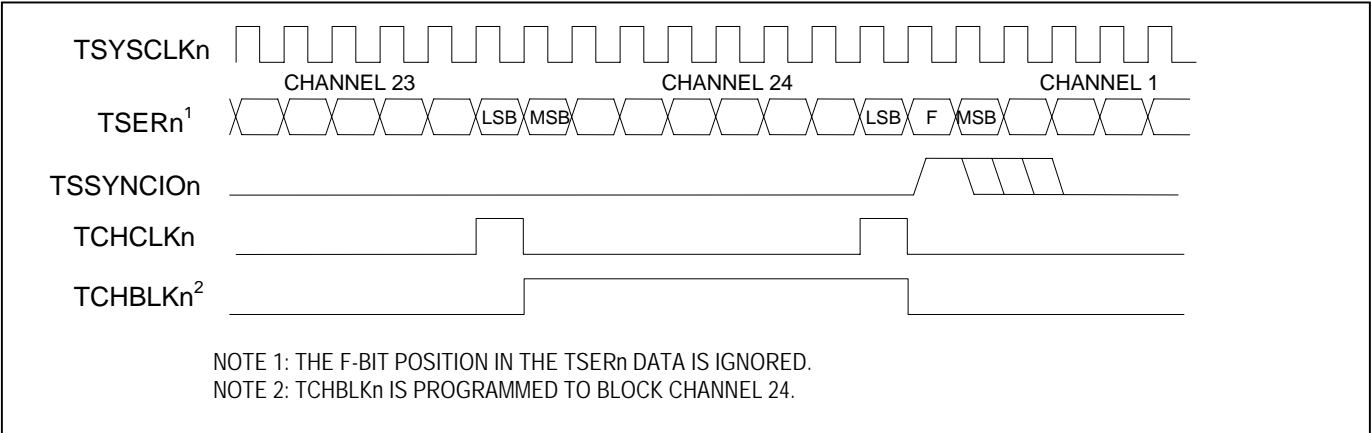 TSYSCLKn
CHANNEL 23 CHANNEL 24 CHANNEL 1
TSERn1 LSB MSB LSB F MSB
TSSYNCIOn
TCHCLKn
TCHBLKn2
NOTE 1: THE F-BIT POSITION IN THE TSERn DATA IS IGNORED.
NOTE 2: TCHBLKn IS PROGRAMMED TO BLOCK CHANNEL 24.